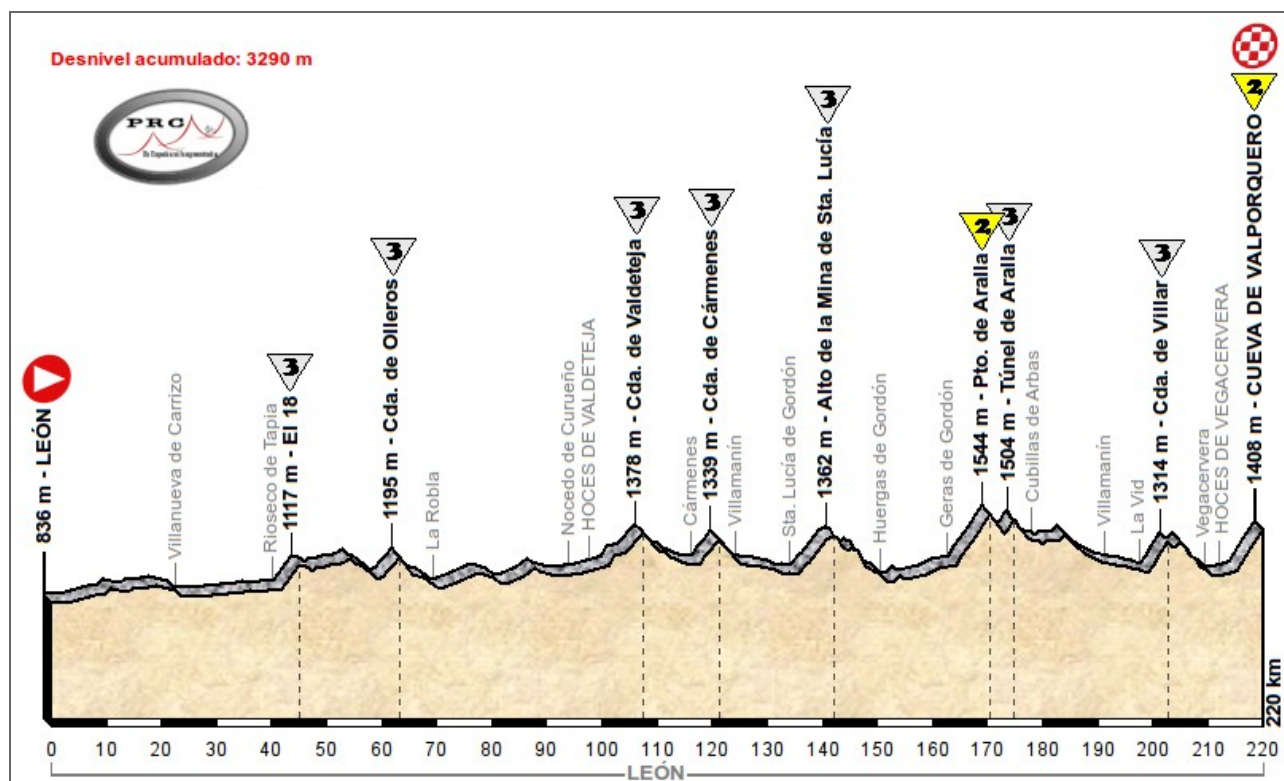 Desnivel acumulado: 3290 m
PRC
836 m - LEÓN
Villanueva de Carrizo
Rioseco de Tapia
3
1117 m - El 18
3
1195 m - Cda. de Olleros
La Robla
Nocedo de Curueño
HOCES DE VALDETEJA
3
1378 m - Cda. de Valdeteja
Cármenes
3
1339 m - Cda. de Cármenes
Villamanín
Sta. Lucía de Gordón
3
1362 m - Alto de la Mina de Sta. Lucía
Huergas de Gordón
Geras de Gordón
2
1544 m - Pto. de Aralla
3
1504 m - Túnel de Aralla
Cubillas de Arbas
Villamanín
La Vid
3
1314 m - Cda. de Villar
Vegacervera
HOCES DE VEGACERVERA
2
1408 m - CUEVA DE VALPORQUERO
220 km
0 10 20 30 40 50 60 70 80 90 100 110 120 130 140 150 160 170 180 190 200 210 220
LEÓN